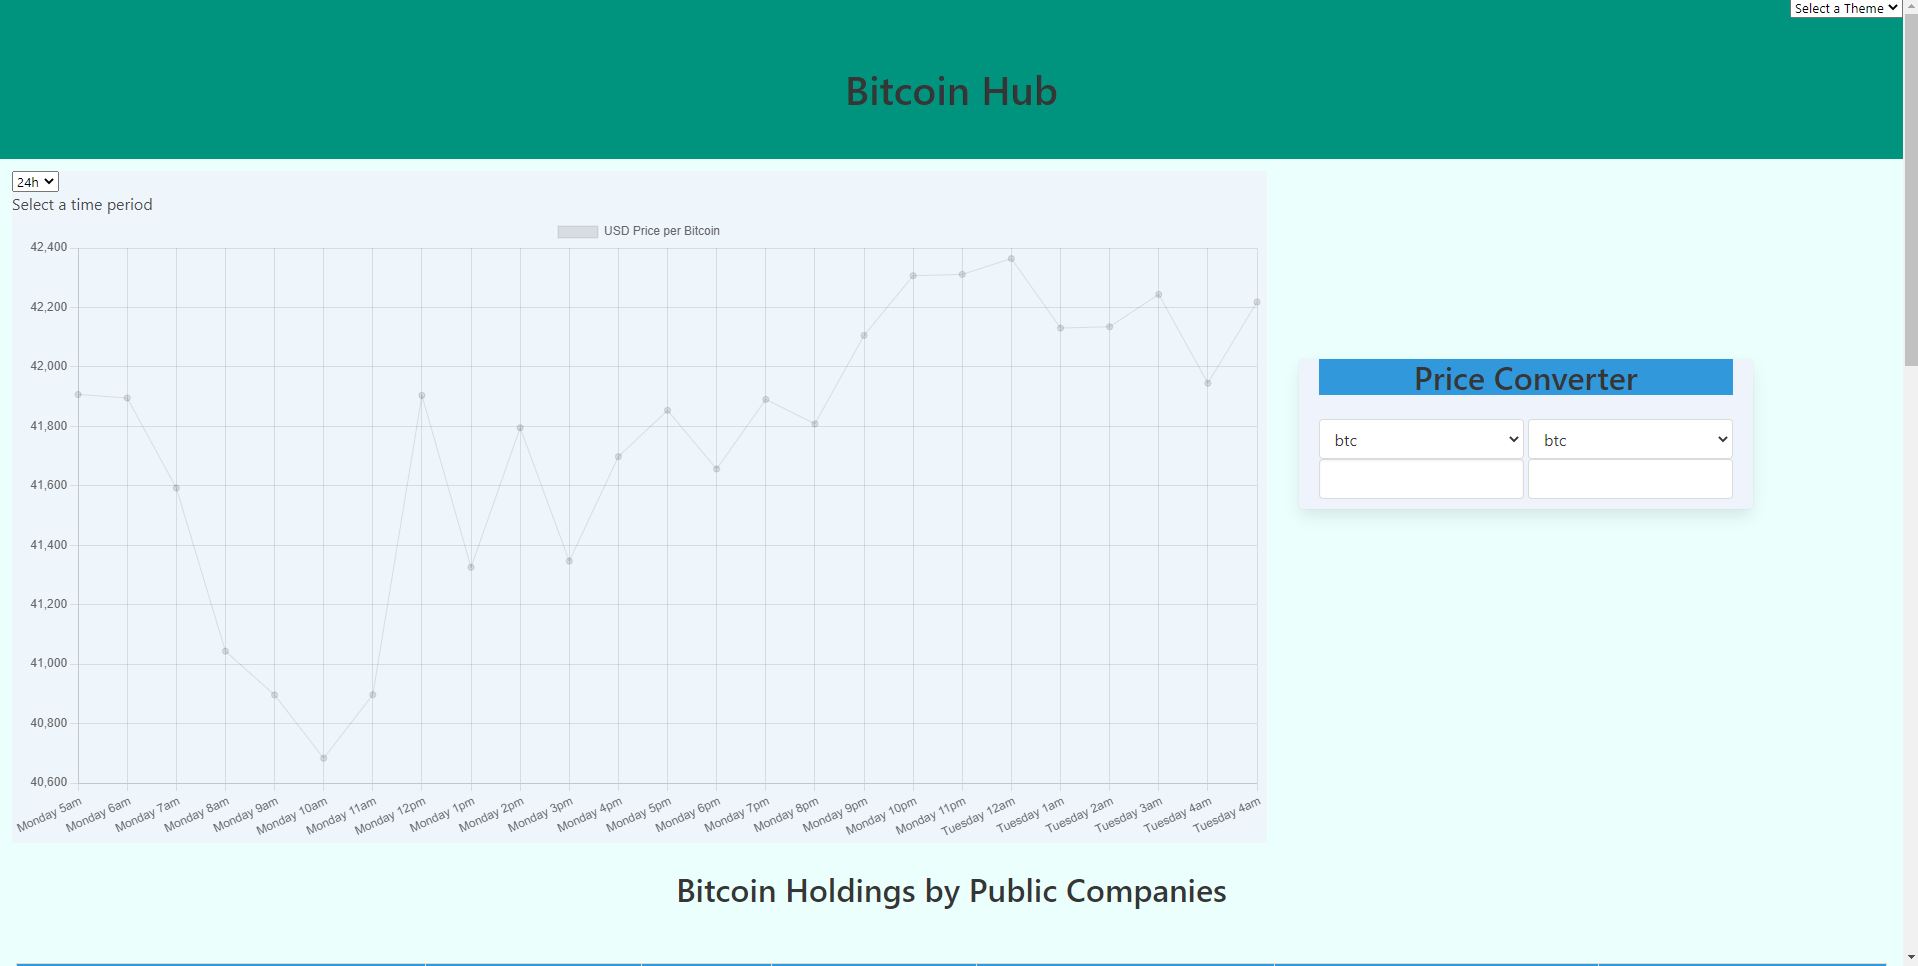 Select a Theme
Bitcoin Hub
24h
Select a time period
USD Price per Bitcoin
42,400
42,200
42,000
41,800
41,600
41,400
41,200
41,000
40,800
40,600
Monday 5am
Monday 6am
Monday 7am
Monday 8am
Monday 9am
Monday 10am
Monday 11am
Monday 12pm
Monday 1pm
Monday 2pm
Monday 3pm
Monday 4pm
Monday 5pm
Monday 6pm
Monday 7pm
Monday 8pm
Monday 9pm
Monday 10pm
Monday 11pm
Tuesday 12am
Tuesday 1am
Tuesday 2am
Tuesday 3am
Tuesday 4am
Tuesday 4am
Price Converter
btc btc
Bitcoin Holdings by Public Companies